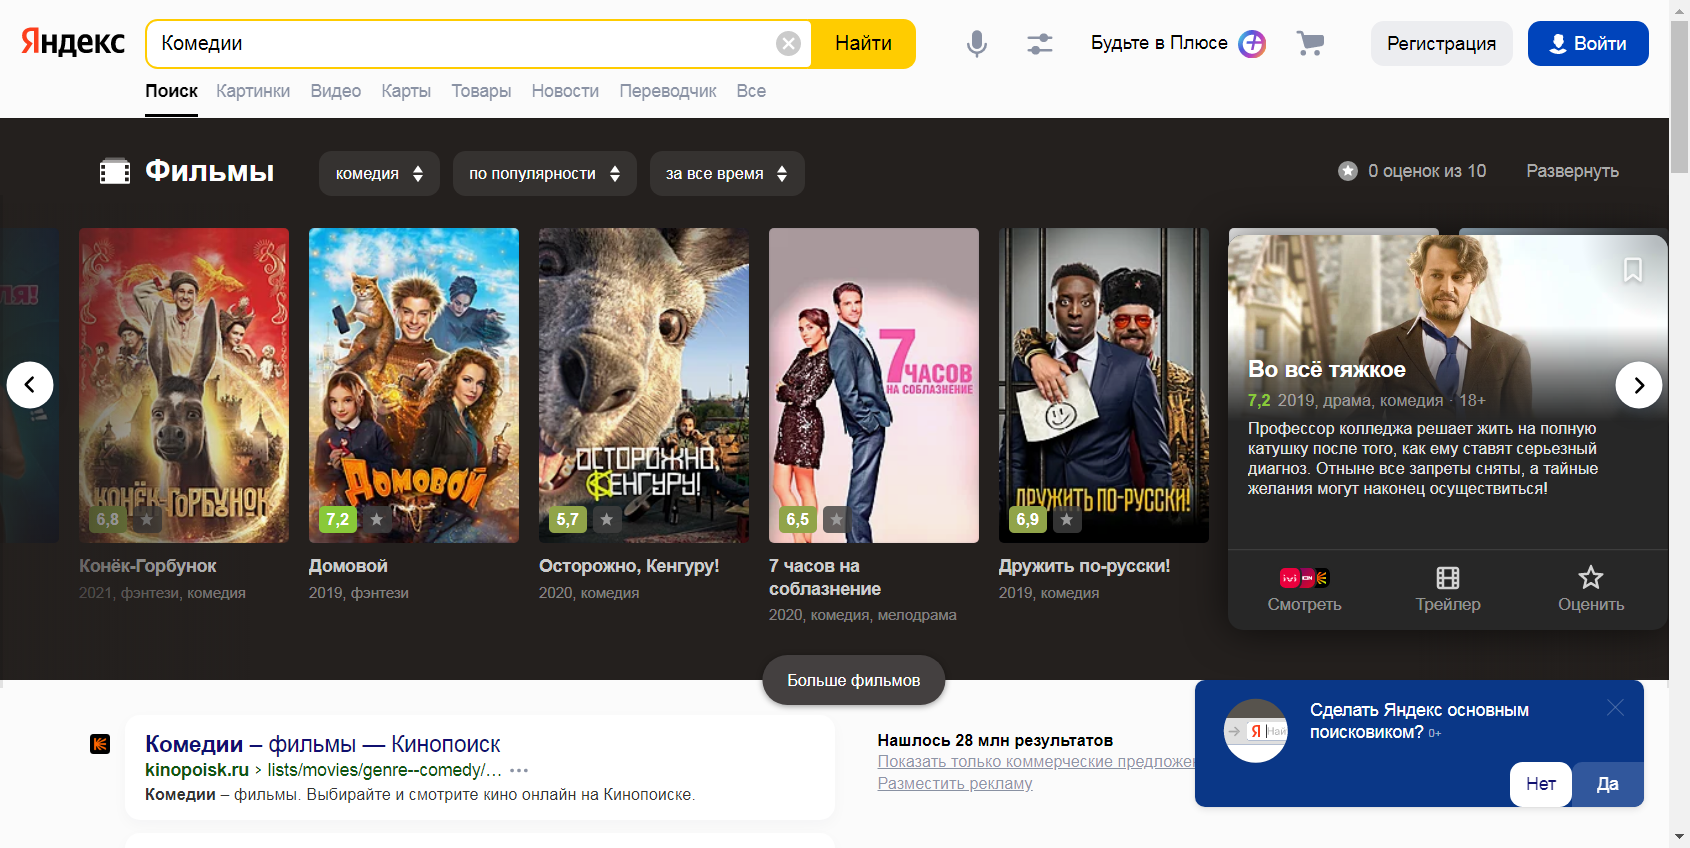 Яндекс
Комедии
Найти
Будьте в Плюсе
Регистрация
Войти
Поиск Картинки Видео Карты Товары Новости Переводчик Все
Фильмы
комедия
по популярности
за все время
0 оценок из 10
Развернуть
ЛЯ!
КОНЁК-ГОРБУНОК
6,8
Конёк-Горбунок
2021, фэнтези, комедия
ДОМОВОЙ
7,2
Домовой
2019, фэнтези
ОСТОРОЖНО,
КЕНГУРУ!
5,7
Осторожно, Кенгуру!
2020, комедия
7
ЧАСОВ
НА СОБЛАЗНЕНИЕ
6,5
7 часов на
соблазнение
2020, комедия, мелодрама
ДРУЖИТЬ ПО-РУССКИ!
6,9
Дружить по-русски!
2019, комедия
Во всё тяжкое
7,2 2019, драма, комедия · 18+
Профессор колледжа решает жить на полную
катушку после того, как ему ставят серьезный
диагноз. Отныне все запреты сняты, а тайные
желания могут наконец осуществиться!
ivi
Смотреть
Трейлер
Оценить
Больше фильмов
Комедии – фильмы — Кинопоиск
kinopoisk.ru › lists/movies/genre--comedy/…
Комедии – фильмы. Выбирайте и смотрите кино онлайн на Кинопоиске.
Нашлось 28 млн результатов
Показать только коммерческие предложен
Разместить рекламу
Я Най
Сделать Яндекс основным
поисковиком? 0+
Нет
Да